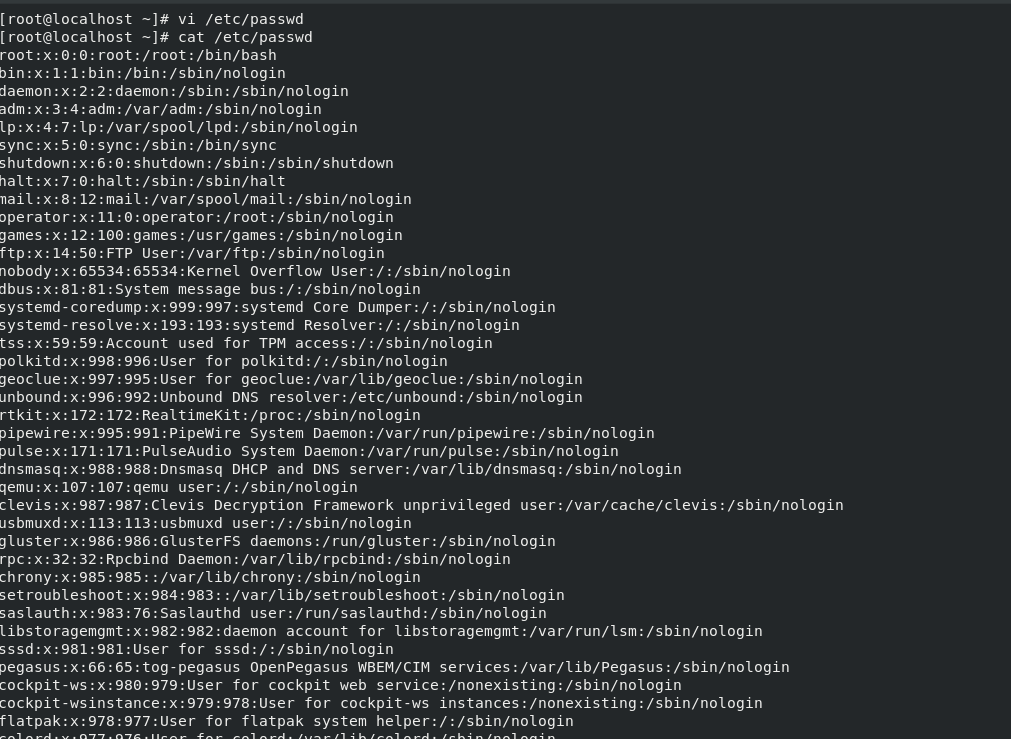 [root@localhost ~]# vi /etc/passwd
[root@localhost ~]# cat /etc/passwd
root:x:0:0:root:/root:/bin/bash
bin:x:1:1:bin:/bin:/sbin/nologin
daemon:x:2:2:daemon:/sbin:/sbin/nologin
adm:x:3:4:adm:/var/adm:/sbin/nologin
lp:x:4:7:lp:/var/spool/lpd:/sbin/nologin
sync:x:5:0:sync:/sbin:/bin/sync
shutdown:x:6:0:shutdown:/sbin:/sbin/shutdown
halt:x:7:0:halt:/sbin:/sbin/halt
mail:x:8:12:mail:/var/spool/mail:/sbin/nologin
operator:x:11:0:operator:/root:/sbin/nologin
games:x:12:100:games:/usr/games:/sbin/nologin
ftp:x:14:50:FTP User:/var/ftp:/sbin/nologin
nobody:x:65534:65534:Kernel Overflow User:/:/sbin/nologin
dbus:x:81:81:System message bus:/:/sbin/nologin
systemd-coredump:x:999:997:systemd Core Dumper:/:/sbin/nologin
systemd-resolve:x:193:193:systemd Resolver:/:/sbin/nologin
tss:x:59:59:Account used for TPM access:/:/sbin/nologin
polkitd:x:998:996:User for polkitd:/:/sbin/nologin
geoclue:x:997:995:User for geoclue:/var/lib/geoclue:/sbin/nologin
unbound:x:996:992:Unbound DNS resolver:/etc/unbound:/sbin/nologin
rtkit:x:172:172:RealtimeKit:/proc:/sbin/nologin
pipewire:x:995:991:PipeWire System Daemon:/var/run/pipewire:/sbin/nologin
pulse:x:171:171:PulseAudio System Daemon:/var/run/pulse:/sbin/nologin
dnsmasq:x:988:988:Dnsmasq DHCP and DNS server:/var/lib/dnsmasq:/sbin/nologin
qemu:x:107:107:qemu user:/:/sbin/nologin
clevis:x:987:987:Clevis Decryption Framework unprivileged user:/var/cache/clevis:/sbin/nologin
usbmuxd:x:113:113:usbmuxd user:/:/sbin/nologin
gluster:x:986:986:GlusterFS daemons:/run/gluster:/sbin/nologin
rpc:x:32:32:Rpcbind Daemon:/var/lib/rpcbind:/sbin/nologin
chrony:x:985:985::/var/lib/chrony:/sbin/nologin
setroubleshoot:x:984:983::/var/lib/setroubleshoot:/sbin/nologin
saslauth:x:983:76:Saslauthd user:/run/saslauthd:/sbin/nologin
libstoragemgmt:x:982:982:daemon account for libstoragemgmt:/var/run/lsm:/sbin/nologin
sssd:x:981:981:User for sssd:/:/sbin/nologin
pegasus:x:66:65:tog-pegasus OpenPegasus WBEM/CIM services:/var/lib/Pegasus:/sbin/nologin
cockpit-ws:x:980:979:User for cockpit web service:/nonexisting:/sbin/nologin
cockpit-wsinstance:x:979:978:User for cockpit-ws instances:/nonexisting:/sbin/nologin
flatpak:x:978:977:User for flatpak system helper:/:/sbin/nologin
colord:x:977:976:User for colord:/var/lib/colord:/sbin/nologin